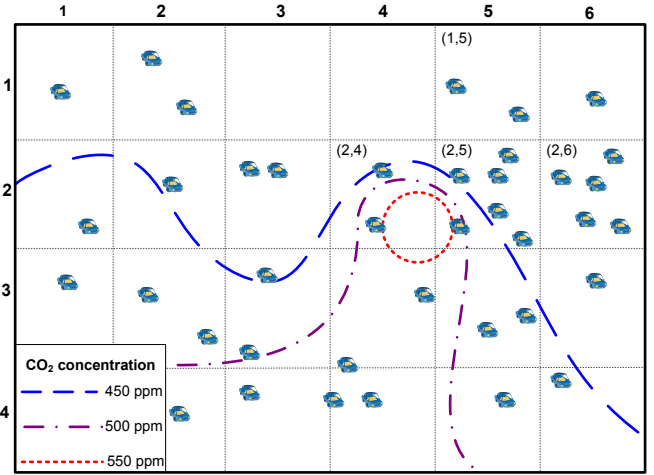 1 2 3 4 5 6
1
(1,5)
2
(2,4) (2,5) (2,6)
3
4
CO₂ concentration
450 ppm
500 ppm
550 ppm